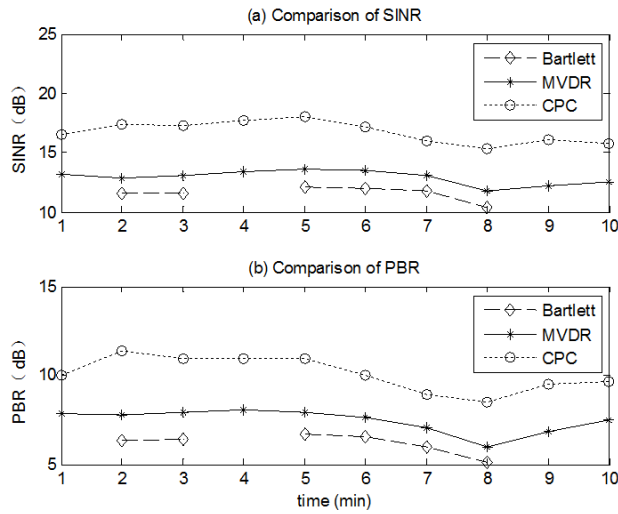 (a) Comparison of SINR
25
20
15
10
SINR（dB）
Bartlett
MVDR
CPC
1 2 3 4 5 6 7 8 9 10
(b) Comparison of PBR
15
10
5
PBR（dB）
Bartlett
MVDR
CPC
1 2 3 4 5 6 7 8 9 10
time (min)